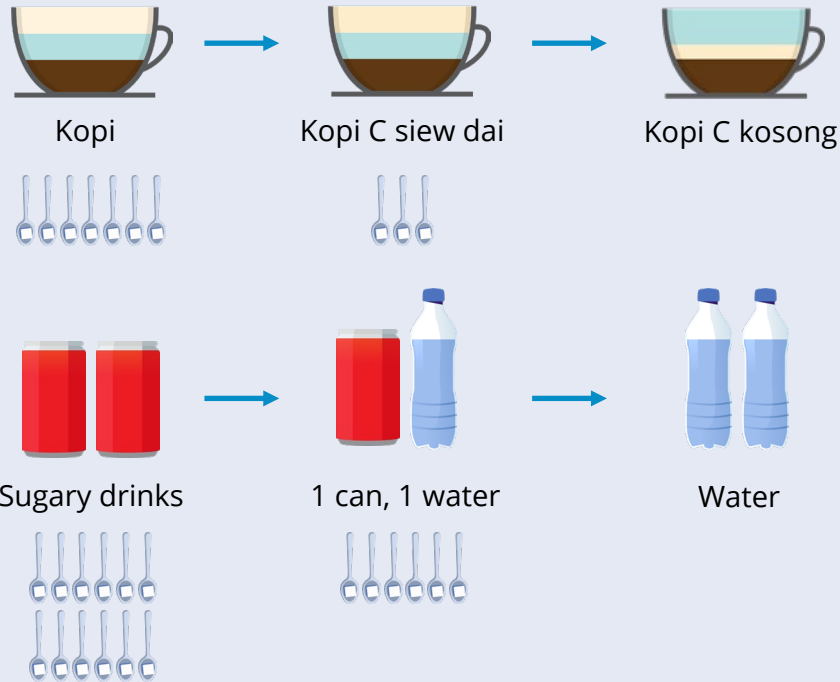 Kopi
Kopi C siew dai
Kopi C kosong
Sugary drinks
1 can, 1 water
Water